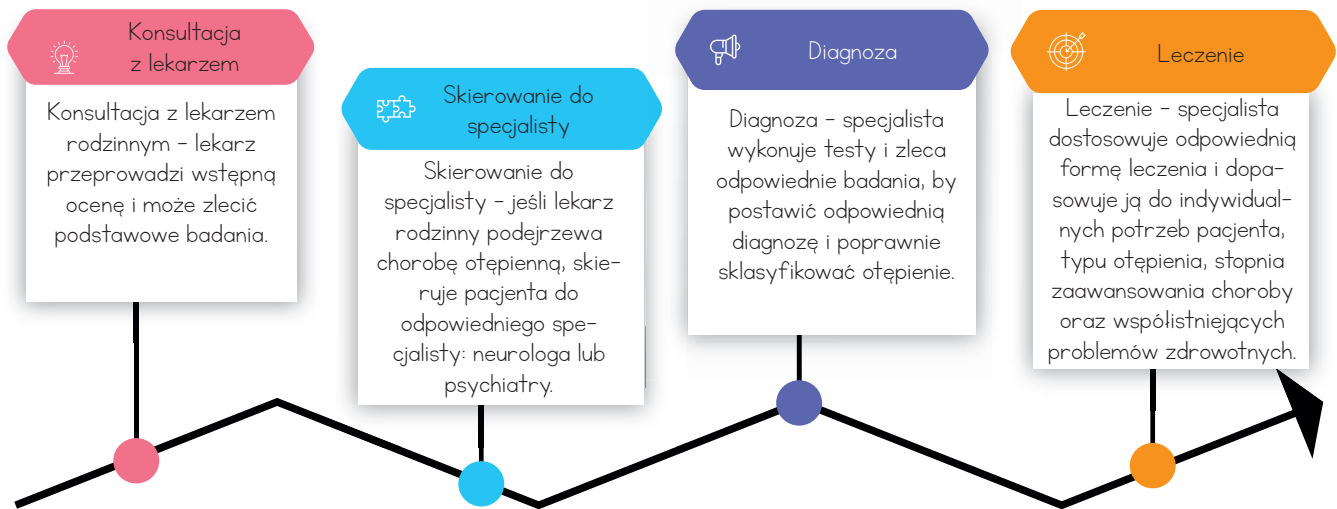 Konsultacja
z lekarzem
Konsultacja z lekarzem
rodzinnym – lekarz
przeprowadzi wstępną
ocenę i może zlecić
podstawowe badania.
Skierowanie do
specjalisty
Skierowanie do
specjalisty – jeśli lekarz
rodzinny podejrzewa
chorobę otępienną, skie-
ruje pacjenta do
odpowiedniego spe-
cjalisty: neurologa lub
psychiatry.
Diagnoza
Diagnoza – specjalista
wykonuje testy i zleca
odpowiednie badania, by
postawić odpowiednią
diagnozę i poprawnie
sklasyfikować otępienie.
Leczenie
Leczenie – specjalista
dostosowuje odpowiednią
formę leczenia i dopa-
sowuje ją do indywidual-
nych potrzeb pacjenta,
typu otępienia, stopnia
zaawansowania choroby
oraz współistniejących
problemów zdrowotnych.